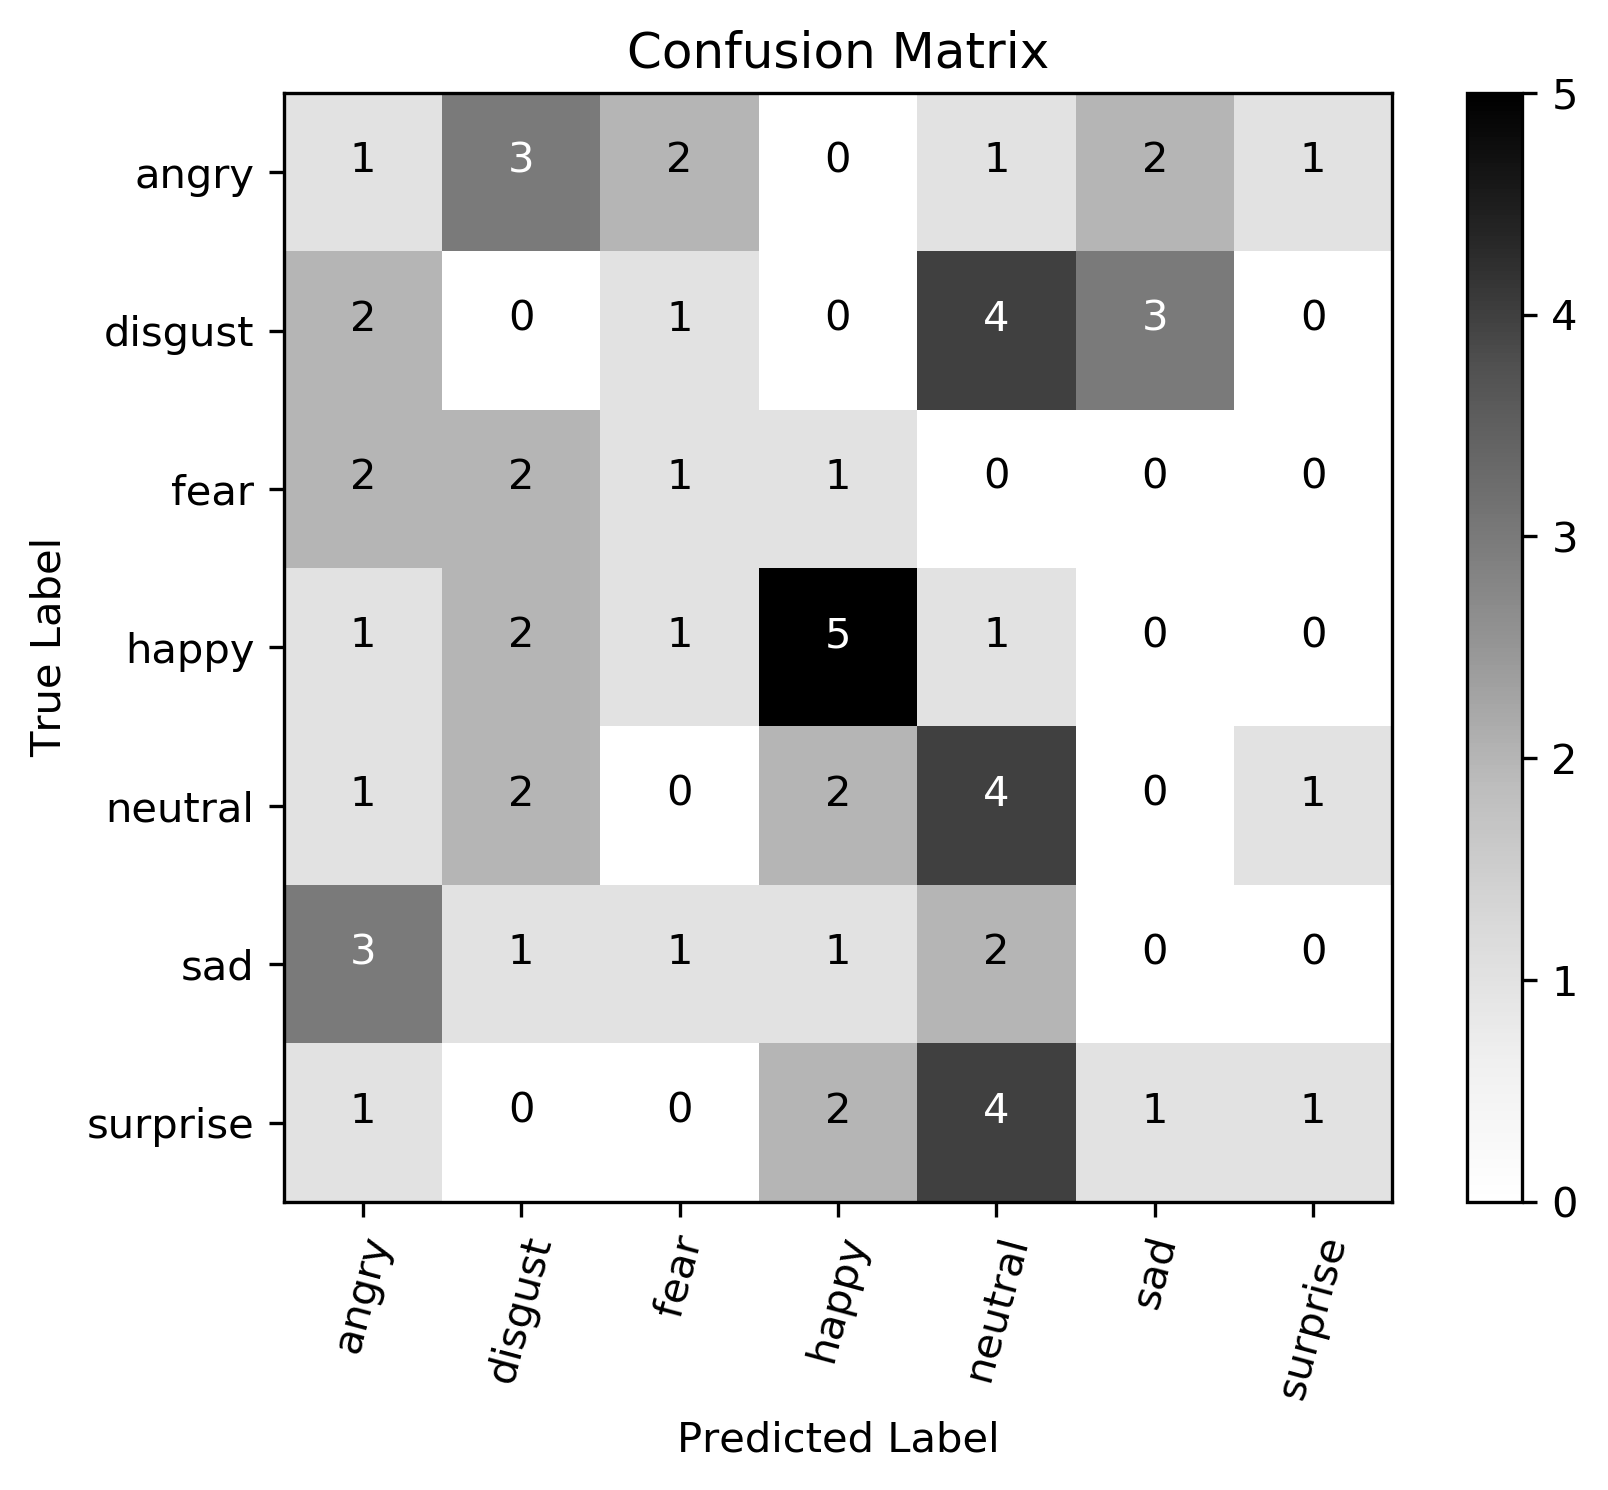 Confusion Matrix
angry 1 3 2 0 1 2 1
disgust 2 0 1 0 4 3 0
fear 2 2 1 1 0 0 0
happy 1 2 1 5 1 0 0
neutral 1 2 0 2 4 0 1
sad 3 1 1 1 2 0 0
surprise 1 0 0 2 4 1 1
True Label
angry disgust fear happy neutral sad surprise
Predicted Label
5
4
3
2
1
0